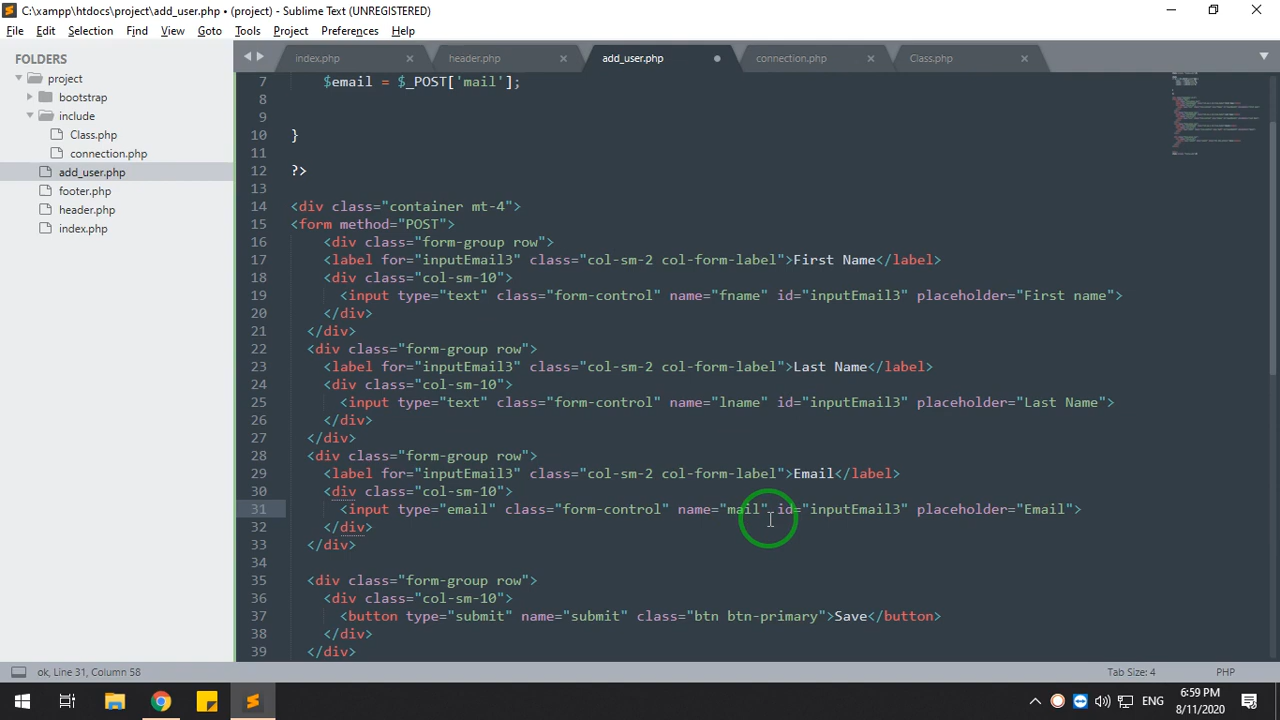 C:\xampp\htdocs\project\add_user.php • (project) - Sublime Text (UNREGISTERED)
File Edit Selection Find View Goto Tools Project Preferences Help
FOLDERS
project
bootstrap
include
Class.php
connection.php
add_user.php
footer.php
header.php
index.php
index.php header.php add_user.php connection.php Class.php
7 $email = $_POST['mail'];
8
9
10 }
11
12 ?>
13
14 <div class="container mt-4">
15 <form method="POST">
16 <div class="form-group row">
17 <label for="inputEmail3" class="col-sm-2 col-form-label">First Name</label>
18 <div class="col-sm-10">
19 <input type="text" class="form-control" name="fname" id="inputEmail3" placeholder="First name">
20 </div>
21 </div>
22 <div class="form-group row">
23 <label for="inputEmail3" class="col-sm-2 col-form-label">Last Name</label>
24 <div class="col-sm-10">
25 <input type="text" class="form-control" name="lname" id="inputEmail3" placeholder="Last Name">
26 </div>
27 </div>
28 <div class="form-group row">
29 <label for="inputEmail3" class="col-sm-2 col-form-label">Email</label>
30 <div class="col-sm-10">
31 <input type="email" class="form-control" name="mail" id="inputEmail3" placeholder="Email">
32 </div>
33 </div>
34
35 <div class="form-group row">
36 <div class="col-sm-10">
37 <button type="submit" name="submit" class="btn btn-primary">Save</button>
38 </div>
39 </div>
ok, Line 31, Column 58 Tab Size: 4 PHP
ENG
6:59 PM
8/11/2020